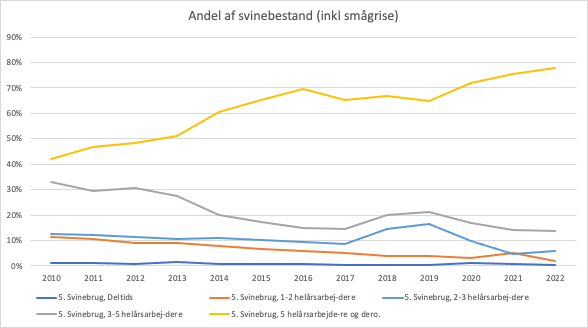 Andel af svinebestand (inkl smågrise)
90%
80%
70%
60%
50%
40%
30%
20%
10%
0%
2010 2011 2012 2013 2014 2015 2016 2017 2018 2019 2020 2021 2022
5. Svinebrug, Deltids 5. Svinebrug, 1-2 helårsarbej-dere 5. Svinebrug, 2-3 helårsarbej-dere
5. Svinebrug, 3-5 helårsarbej-dere 5. Svinebrug, 5 helårsarbejde-re og dero.